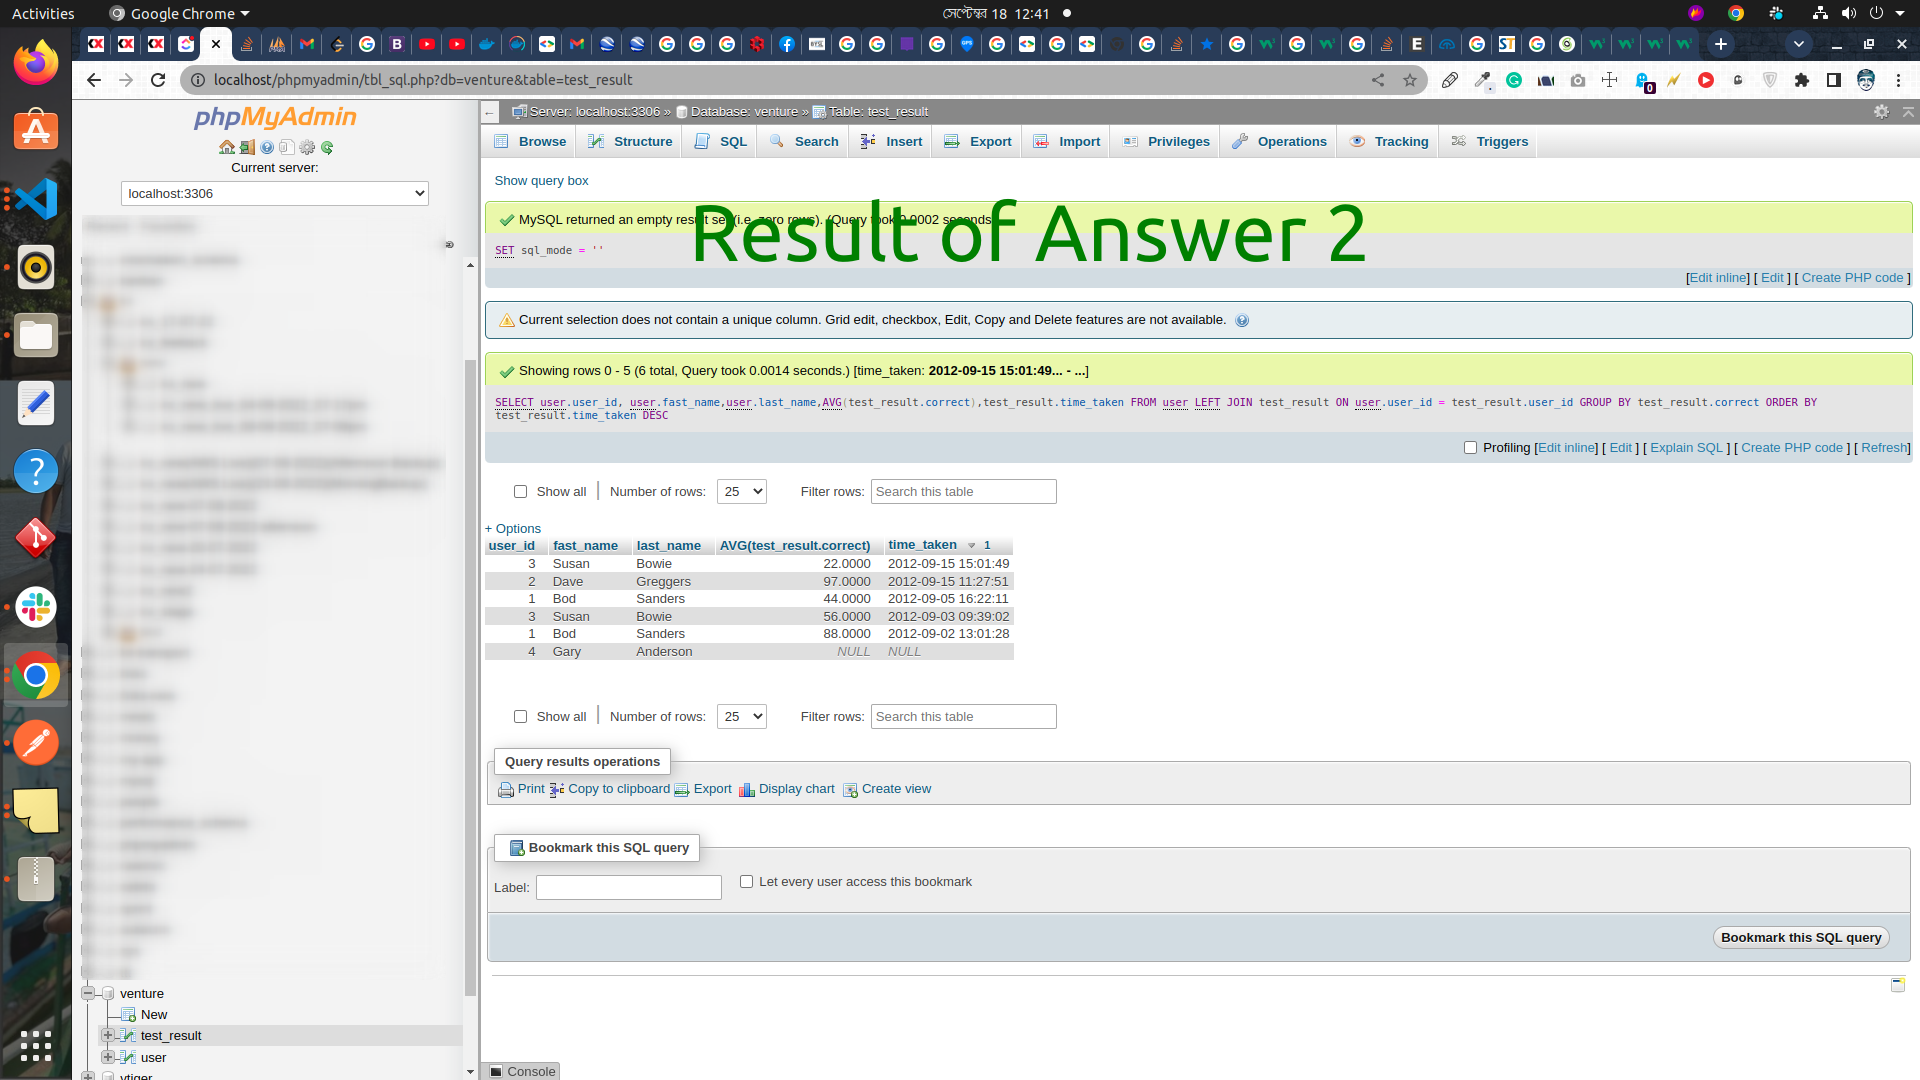 Activities
Google Chrome
সেপ্টেম্বর 18 12:41
localhost/phpmyadmin/tbl_sql.php?db=venture&table=test_result
0
phpMyAdmin
Current server:
localhost:3306
venture
New
test_result
user
vtiger
Server: localhost:3306 » Database: venture » Table: test_result
Browse Structure SQL Search Insert Export Import Privileges Operations Tracking Triggers
Show query box
MySQL returned an empty result set (i.e. zero rows). (Query took 0.0002 seconds
Result of Answer 2
SET sql_mode = ''
[Edit inline] [ Edit ] [ Create PHP code ]
Current selection does not contain a unique column. Grid edit, checkbox, Edit, Copy and Delete features are not available.
Showing rows 0 - 5 (6 total, Query took 0.0014 seconds.) [time_taken: 2012-09-15 15:01:49... - ...]
SELECT user.user_id, user.fast_name,user.last_name,AVG(test_result.correct),test_result.time_taken FROM user LEFT JOIN test_result ON user.user_id = test_result.user_id GROUP BY test_result.correct ORDER BY
test_result.time_taken DESC
Profiling [Edit inline] [ Edit ] [ Explain SQL ] [ Create PHP code ] [ Refresh]
Show all Number of rows: 25 Filter rows: Search this table
+ Options
user_id fast_name last_name AVG(test_result.correct) time_taken 1
3 Susan Bowie 22.0000 2012-09-15 15:01:49
2 Dave Greggers 97.0000 2012-09-15 11:27:51
1 Bod Sanders 44.0000 2012-09-05 16:22:11
3 Susan Bowie 56.0000 2012-09-03 09:39:02
1 Bod Sanders 88.0000 2012-09-02 13:01:28
4 Gary Anderson NULL NULL
Show all Number of rows: 25 Filter rows: Search this table
Query results operations
Print Copy to clipboard Export Display chart Create view
Bookmark this SQL query
Label: Let every user access this bookmark
Bookmark this SQL query
Console